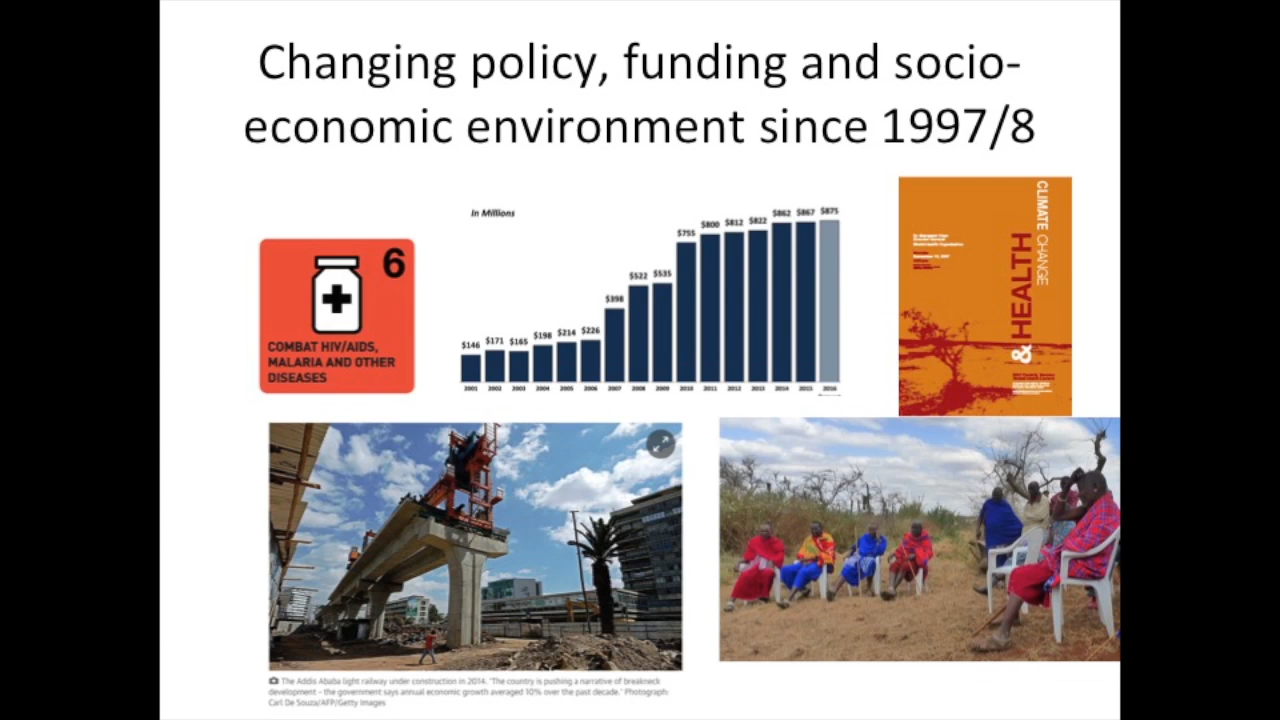 Changing policy, funding and socio-
economic environment since 1997/8
In Millions
$146
$171
$165
$198
$214
$226
$398
$522
$535
$755
$800
$812
$822
$862
$867
$875
2001 2002 2003 2004 2005 2006 2007 2008 2009 2010 2011 2012 2013 2014 2015 2016
6
COMBAT HIV/AIDS,
MALARIA AND OTHER
DISEASES
CLIMATE CHANGE
& HEALTH
The Addis Ababa light railway under construction in 2014. 'The country is pushing a narrative of breakneck
development – the government says annual economic growth averaged 10% over the past decade.' Photograph:
Carl De Souza/AFP/Getty Images